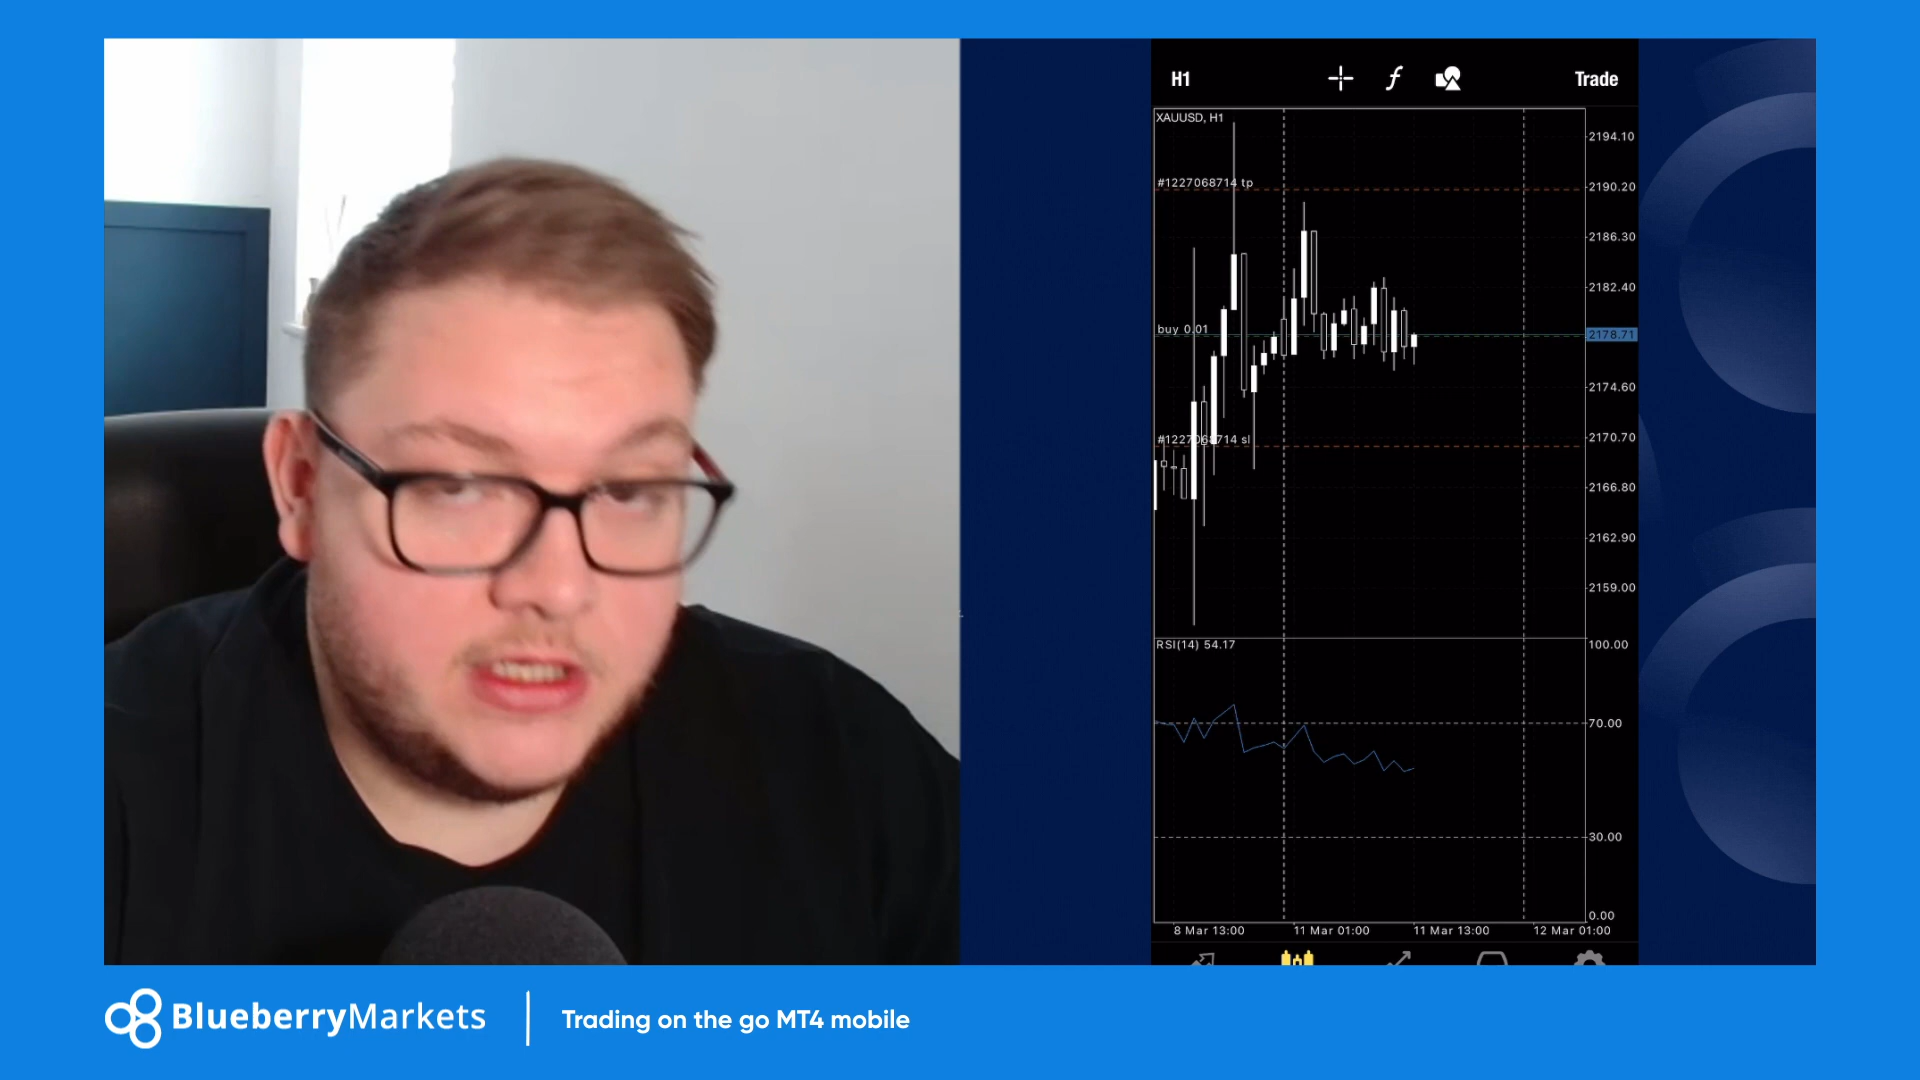 H1
Trade
XAUUSD, H1
2194.10
#1227068714 tp
2190.20
2186.30
2182.40
buy 0.01
2178.71
2174.60
#1227068714 sl
2170.70
2166.80
2162.90
2159.00
RSI(14) 54.17
100.00
70.00
30.00
0.00
8 Mar 13:00
11 Mar 01:00
11 Mar 13:00
12 Mar 01:00
BlueberryMarkets
Trading on the go MT4 mobile